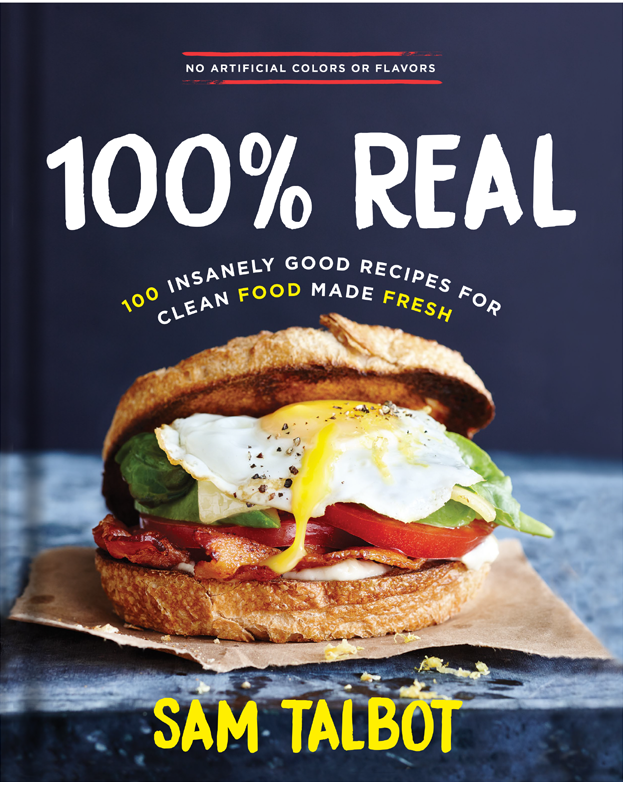 NO ARTIFICIAL COLORS OR FLAVORS
100% REAL
100 INSANELY GOOD RECIPES FOR
CLEAN FOOD MADE FRESH
SAM TALBOT